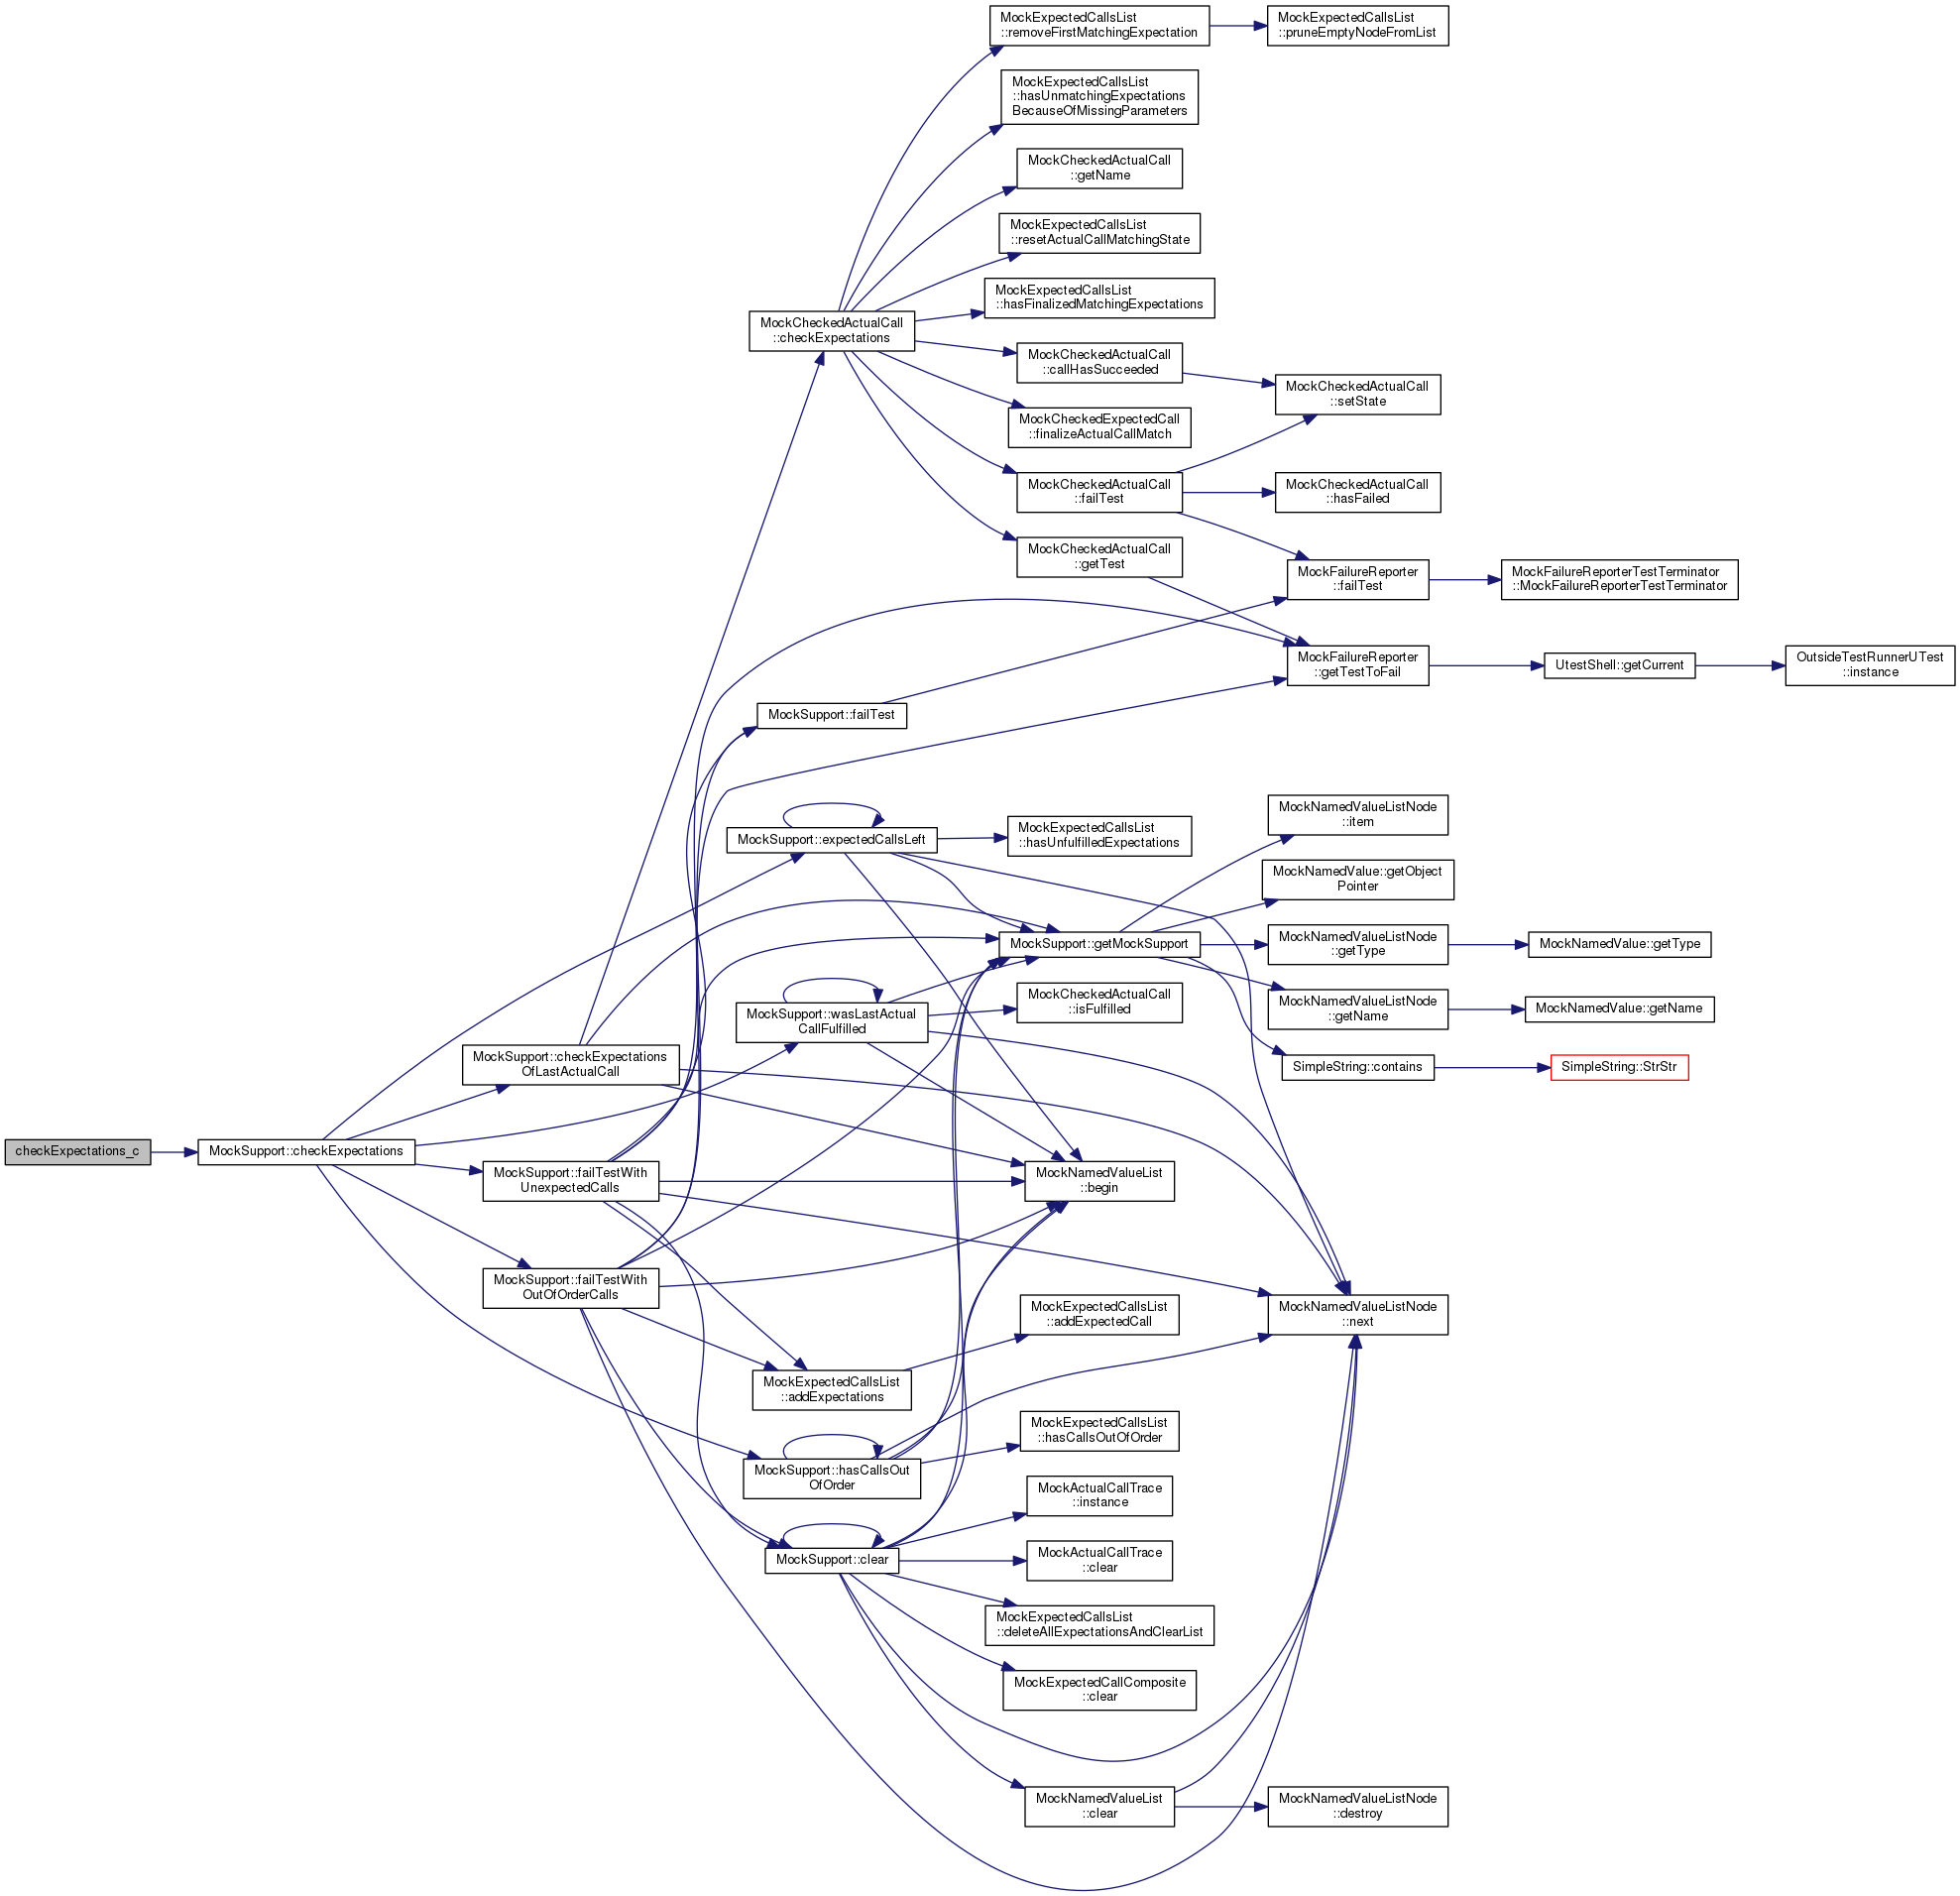 MockExpectedCallsList
::removeFirstMatchingExpectation
MockExpectedCallsList
::pruneEmptyNodeFromList
MockExpectedCallsList
::hasUnmatchingExpectations
BecauseOfMissingParameters
MockCheckedActualCall
::getName
MockExpectedCallsList
::resetActualCallMatchingState
MockExpectedCallsList
::hasFinalizedMatchingExpectations
MockCheckedActualCall
::checkExpectations
MockCheckedActualCall
::callHasSucceeded
MockCheckedActualCall
::setState
MockCheckedExpectedCall
::finalizeActualCallMatch
MockCheckedActualCall
::failTest
MockCheckedActualCall
::hasFailed
MockCheckedActualCall
::getTest
MockFailureReporter
::failTest
MockFailureReporterTestTerminator
::MockFailureReporterTestTerminator
MockFailureReporter
::getTestToFail
UtestShell::getCurrent
OutsideTestRunnerUTest
::instance
MockSupport::failTest
MockNamedValueListNode
::item
MockSupport::expectedCallsLeft
MockExpectedCallsList
::hasUnfulfilledExpectations
MockNamedValue::getObject
Pointer
MockSupport::getMockSupport
MockNamedValueListNode
::getType
MockNamedValue::getType
MockSupport::wasLastActual
CallFulfilled
MockCheckedActualCall
::isFulfilled
MockNamedValueListNode
::getName
MockNamedValue::getName
MockSupport::checkExpectations
OfLastActualCall
SimpleString::contains
SimpleString::StrStr
checkExpectations_c
MockSupport::checkExpectations
MockSupport::failTestWith
UnexpectedCalls
MockNamedValueList
::begin
MockSupport::failTestWith
OutOfOrderCalls
MockExpectedCallsList
::addExpectedCall
MockNamedValueListNode
::next
MockExpectedCallsList
::addExpectations
MockExpectedCallsList
::hasCallsOutOfOrder
MockSupport::hasCallsOut
OfOrder
MockActualCallTrace
::instance
MockSupport::clear
MockActualCallTrace
::clear
MockExpectedCallsList
::deleteAllExpectationsAndClearList
MockExpectedCallComposite
::clear
MockNamedValueList
::clear
MockNamedValueListNode
::destroy